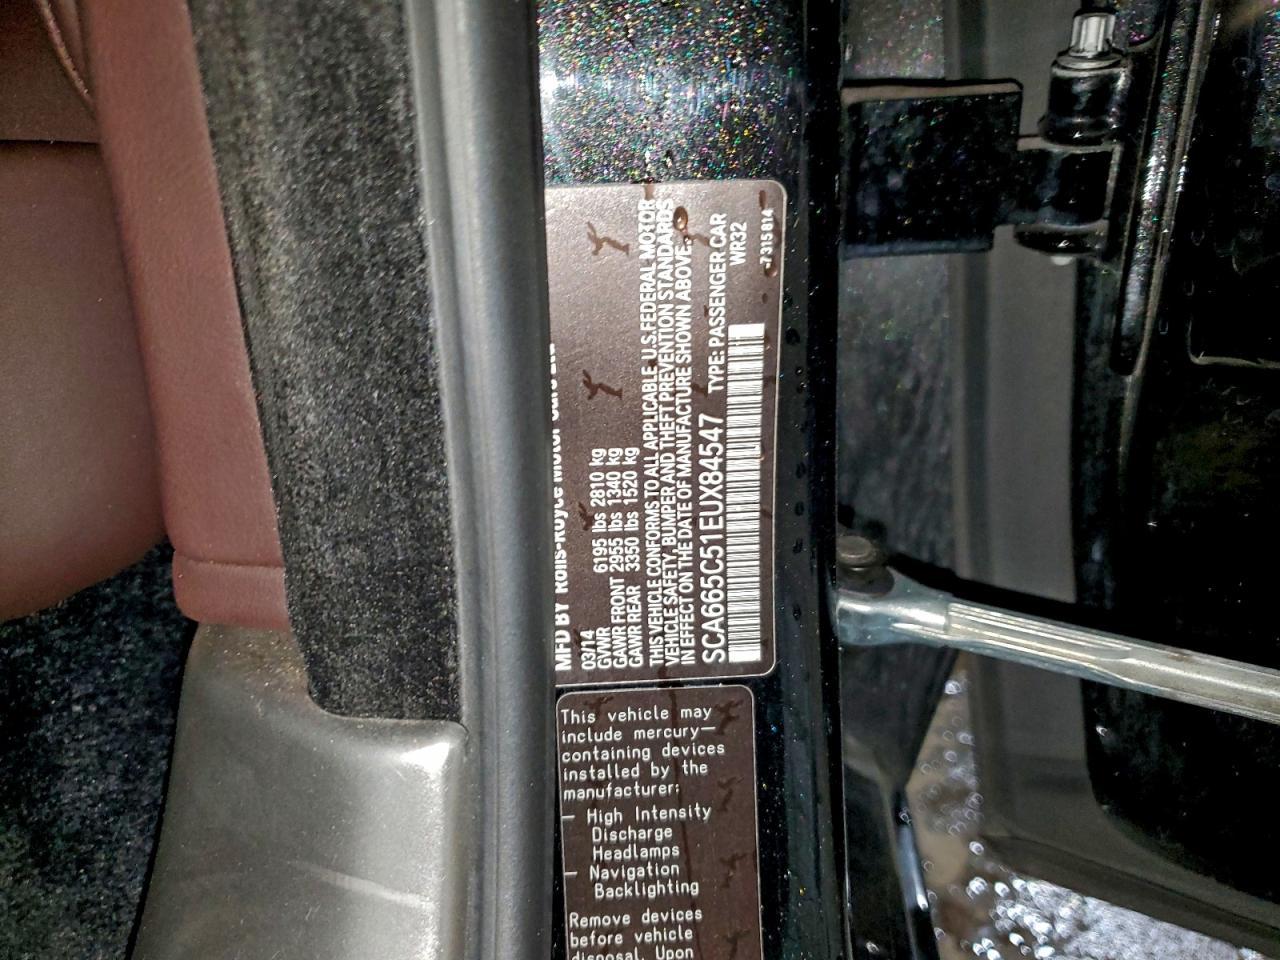 MFD BY Rolls-Royce Motor Cars Ltd
03/14
GVWR 6195 lbs 2810 kg
GAWR FRONT 2955 lbs 1340 kg
GAWR REAR 3350 lbs 1520 kg
THIS VEHICLE CONFORMS TO ALL APPLICABLE U.S.FEDERAL MOTOR
VEHICLE SAFETY, BUMPER AND THEFT PREVENTION STANDARDS
IN EFFECT ON THE DATE OF MANUFACTURE SHOWN ABOVE.
SCA665C51EUX84547 TYPE: PASSENGER CAR
WR32
7315814
This vehicle may
include mercury—
containing devices
installed by the
manufacturer:
— High Intensity
Discharge
Headlamps
— Navigation
Backlighting
Remove devices
before vehicle
disposal. Upon